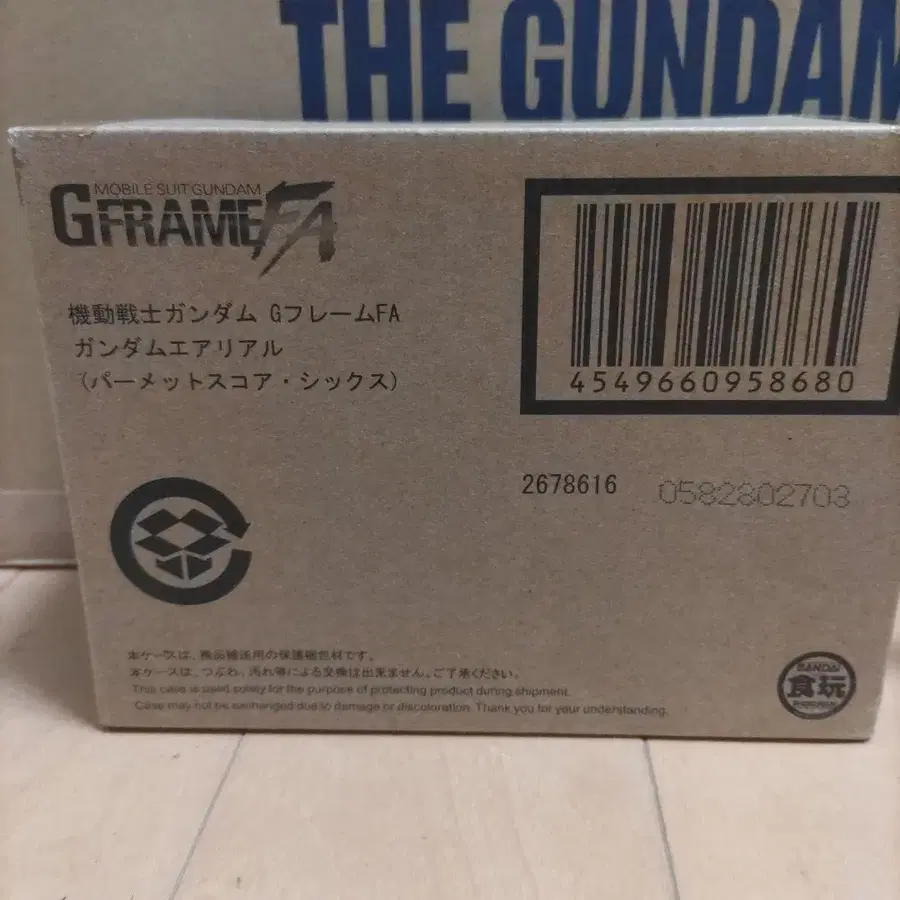 THE GUNDAM
MOBILE SUIT GUNDAM
GFRAMEFA
機動戦士ガンダム GフレームFA
ガンダムエアリアル
(パーメットスコア・シックス)
4549660958680
2678616 0582802703
本ケースは、商品輸送用の保護梱包材です。
本ケースは、つぶれ、汚れ等による交換は出来ません。ご了承ください。
This case is used solely for the purpose of protecting product during shipment.
Case may not be exchanged due to damage or discoloration. Thank you for your understanding.
BANDAI
食玩